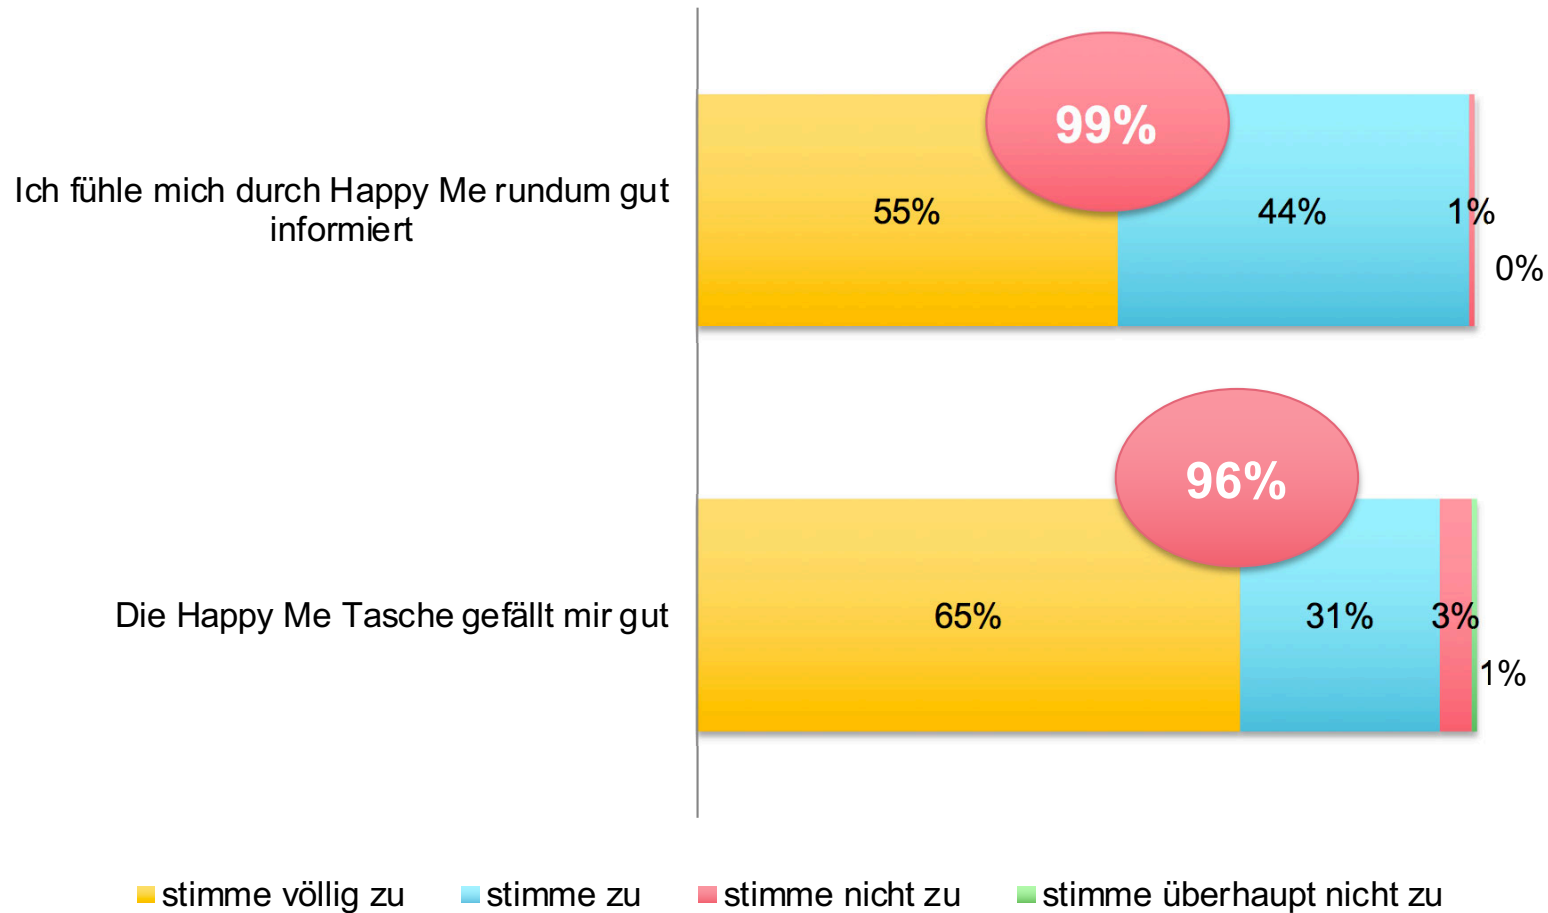 99%
Ich fühle mich durch Happy Me rundum gut
informiert
55%
44%
1%
0%
96%
Die Happy Me Tasche gefällt mir gut
65%
31%
3%
1%
stimme völlig zu stimme zu stimme nicht zu stimme überhaupt nicht zu